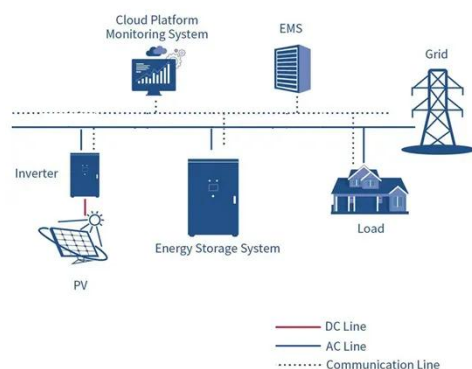 Cloud Platform
Monitoring System
EMS
Grid
Inverter
Energy Storage System
Load
PV
DC Line
AC Line
Communication Line